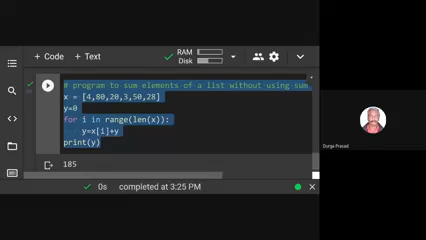 + Code + Text
RAM
Disk
# program to sum elements of a list without using sum
x = [4,80,20,3,50,28]
y=0
for i in range(len(x)):
y=x[i]+y
print(y)
185
0s completed at 3:25 PM
Durga Prasad